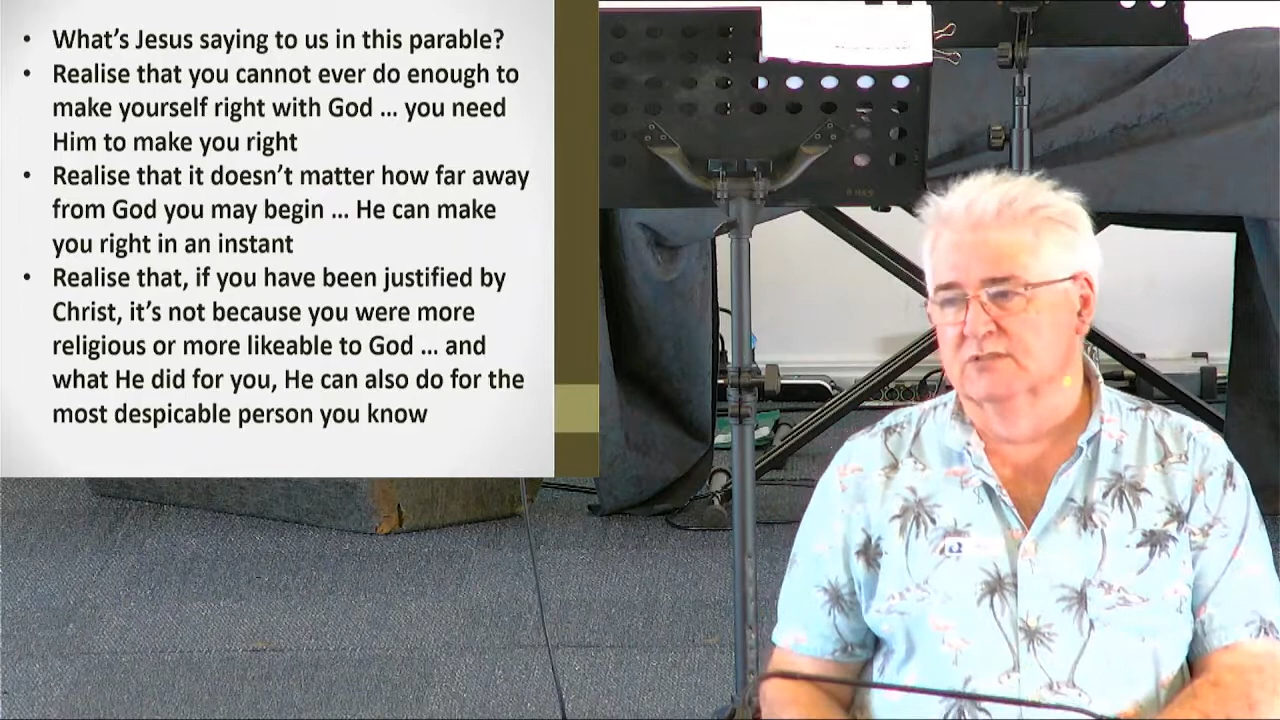 • What's Jesus saying to us in this parable?
• Realise that you cannot ever do enough to
make yourself right with God ... you need
Him to make you right
• Realise that it doesn't matter how far away
from God you may begin ... He can make
you right in an instant
• Realise that, if you have been justified by
Christ, it's not because you were more
religious or more likeable to God ... and
what He did for you, He can also do for the
most despicable person you know